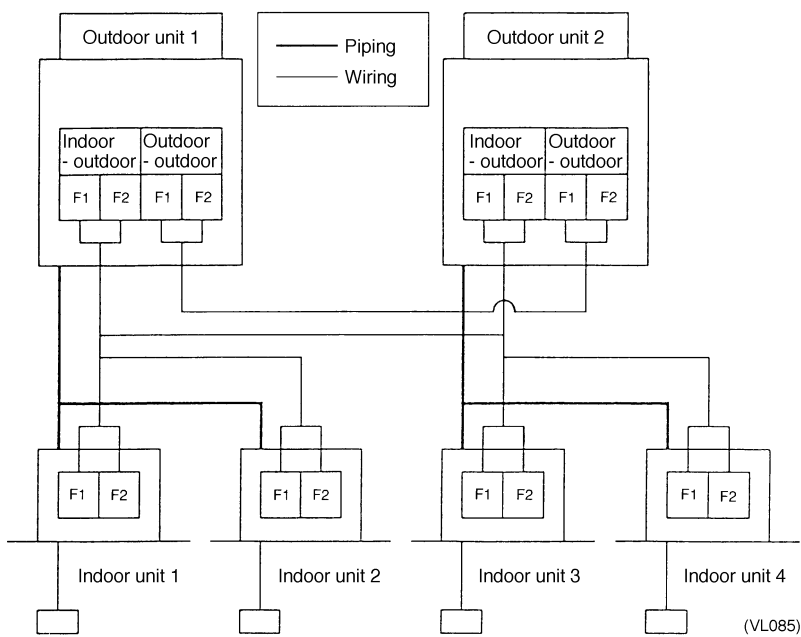 Outdoor unit 1
Outdoor unit 2
Piping
Wiring
Indoor
- outdoor
Outdoor
- outdoor
F1 F2 F1 F2
Indoor
- outdoor
Outdoor
- outdoor
F1 F2 F1 F2
F1 F2
F1 F2
F1 F2
F1 F2
Indoor unit 1
Indoor unit 2
Indoor unit 3
Indoor unit 4
(VL085)